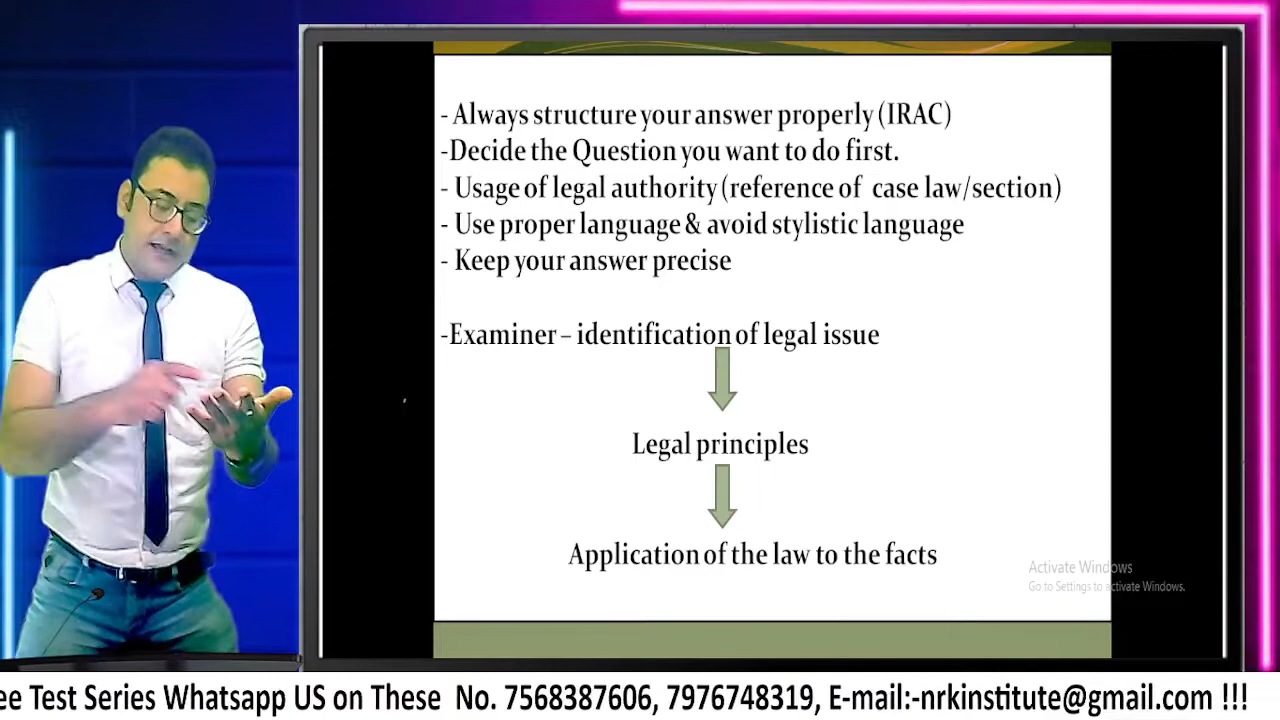 - Always structure your answer properly (IRAC)
-Decide the Question you want to do first.
- Usage of legal authority (reference of case law/section)
- Use proper language & avoid stylistic language
- Keep your answer precise
-Examiner – identification of legal issue
Legal principles
Application of the law to the facts
Activate Windows
Go to Settings to activate Windows.
ee Test Series Whatsapp US on These No. 7568387606, 7976748319, E-mail:-nrkinstitute@gmail.com !!!